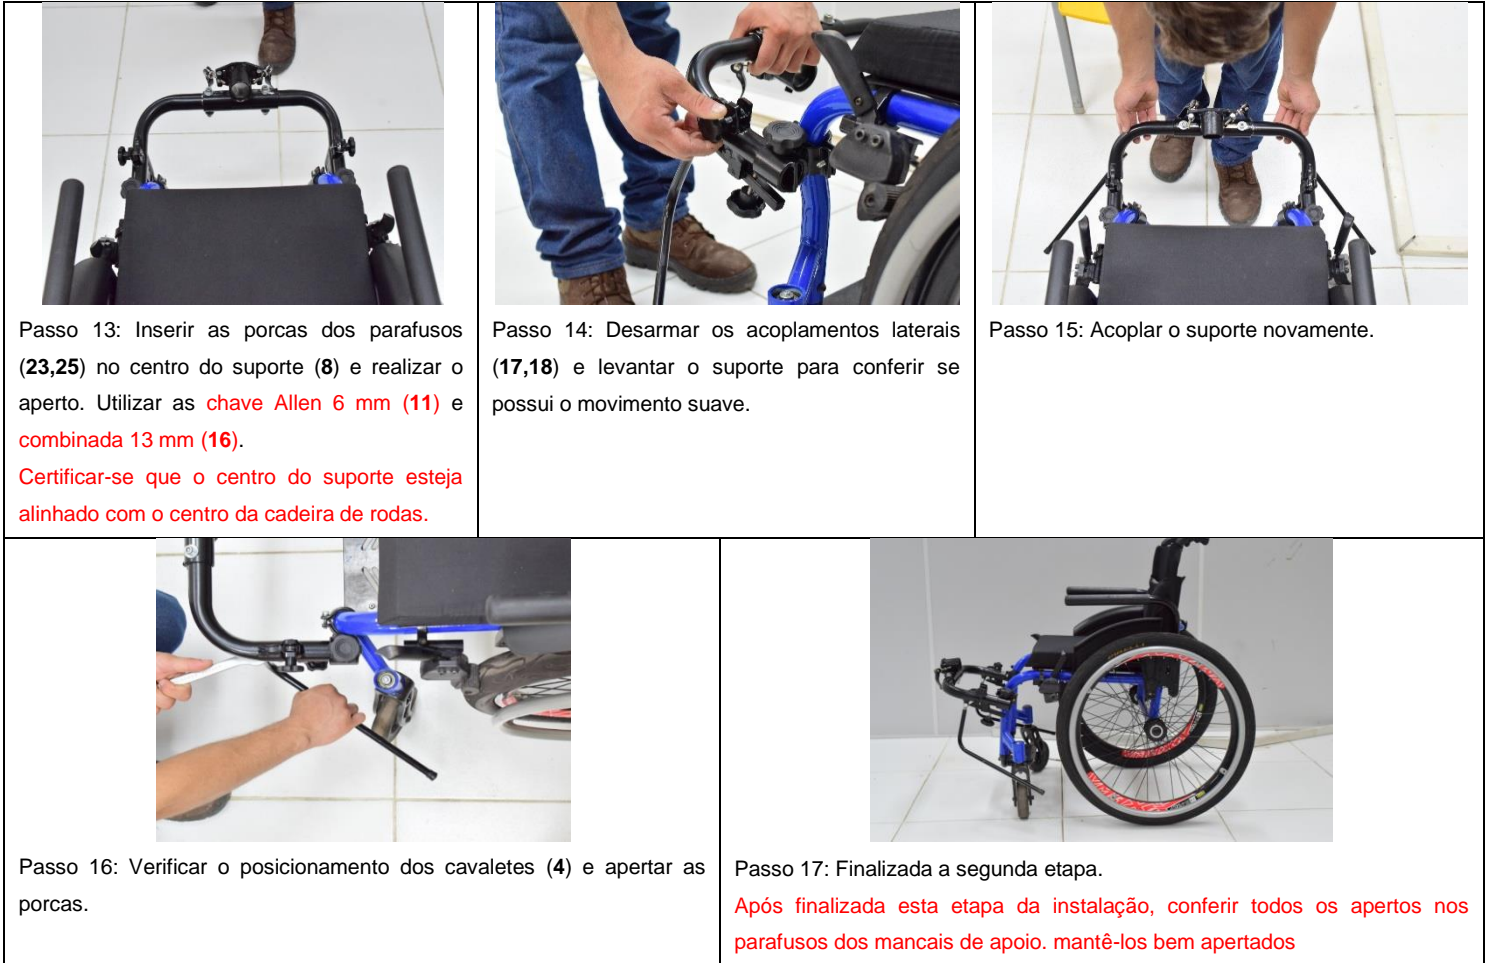 Passo 13: Inserir as porcas dos parafusos
(23,25) no centro do suporte (8) e realizar o
aperto. Utilizar as chave Allen 6 mm (11) e
combinada 13 mm (16).
Certificar-se que o centro do suporte esteja
alinhado com o centro da cadeira de rodas.
Passo 14: Desarmar os acoplamentos laterais
(17,18) e levantar o suporte para conferir se
possui o movimento suave.
Passo 15: Acoplar o suporte novamente.
Passo 16: Verificar o posicionamento dos cavaletes (4) e apertar as
porcas.
Passo 17: Finalizada a segunda etapa.
Após finalizada esta etapa da instalação, conferir todos os apertos nos
parafusos dos mancais de apoio. mantê-los bem apertados